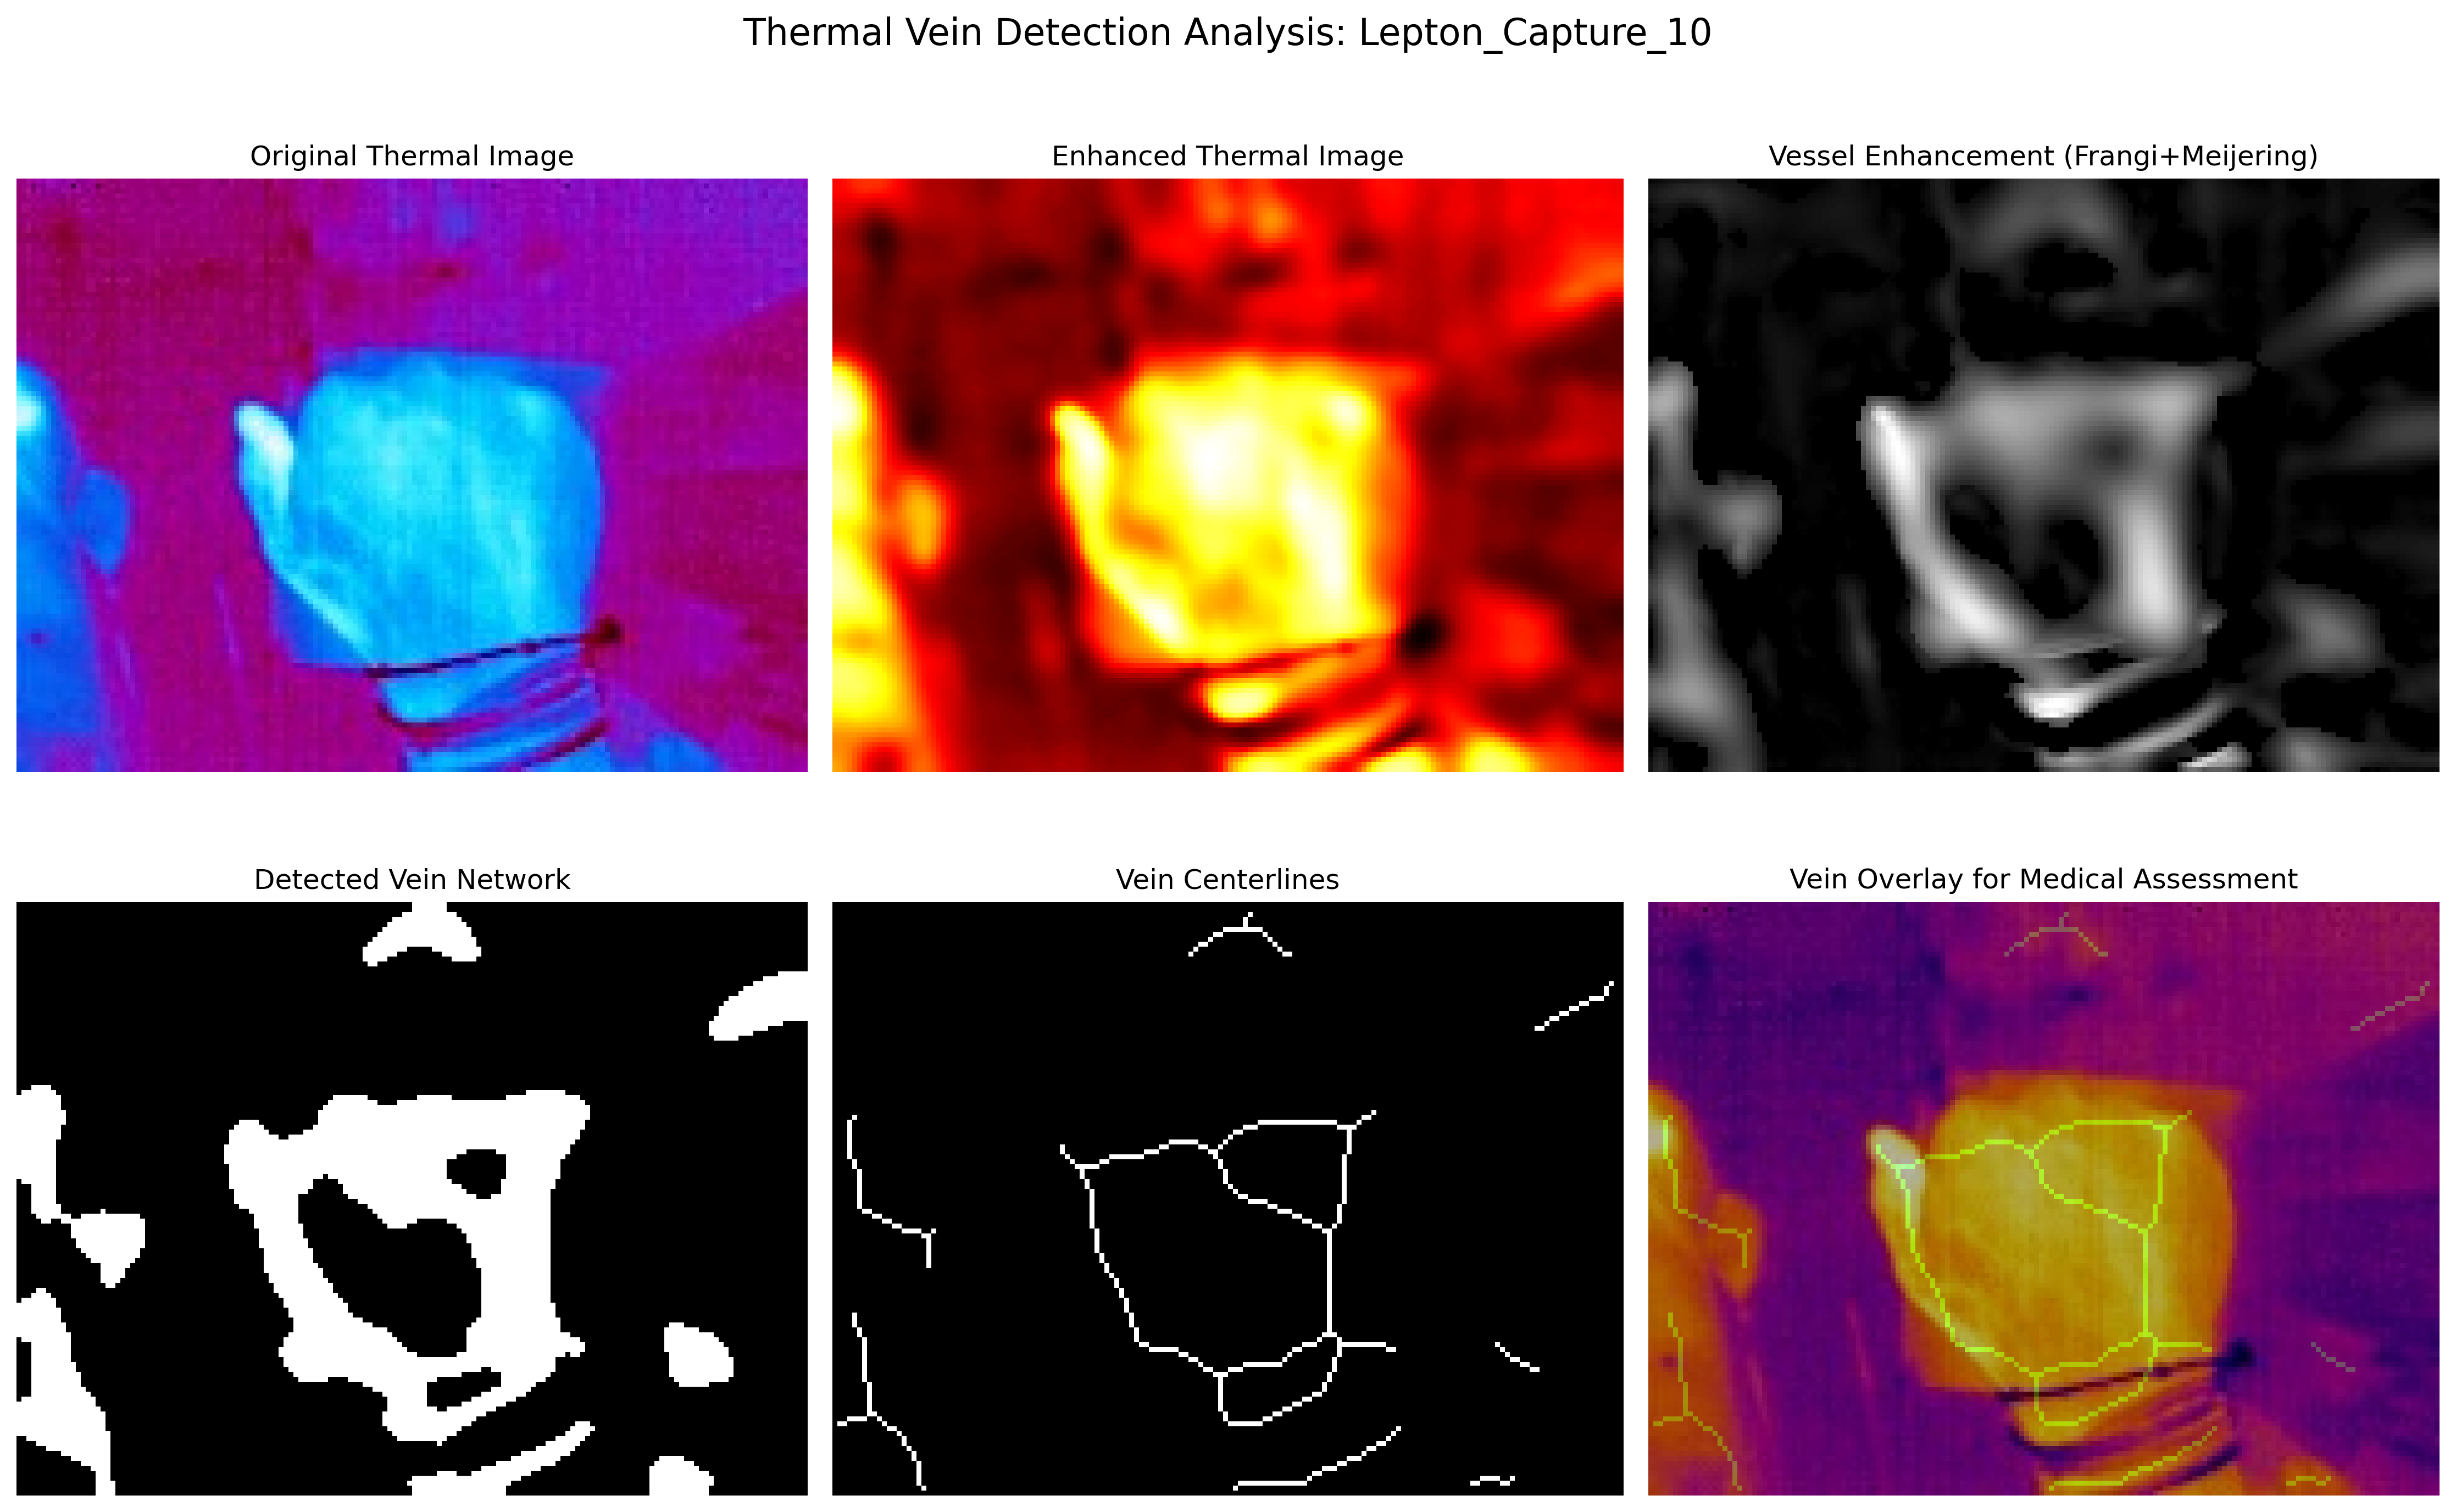 Thermal Vein Detection Analysis: Lepton_Capture_10
Original Thermal Image
Enhanced Thermal Image
Vessel Enhancement (Frangi+Meijering)
Detected Vein Network
Vein Centerlines
Vein Overlay for Medical Assessment